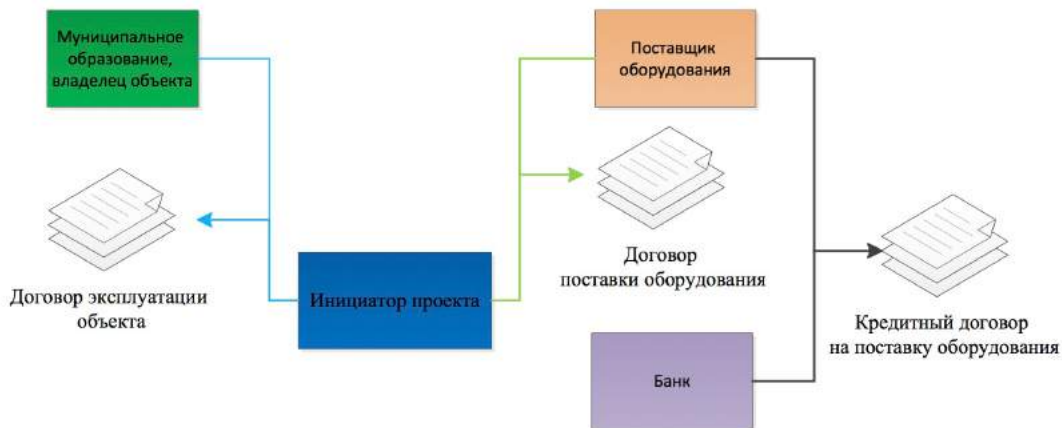 Муниципальное
образование,
владелец объекта
Поставщик
оборудования
Договор эксплуатации
объекта
Инициатор проекта
Договор
поставки оборудования
Кредитный договор
на поставку оборудования
Банк